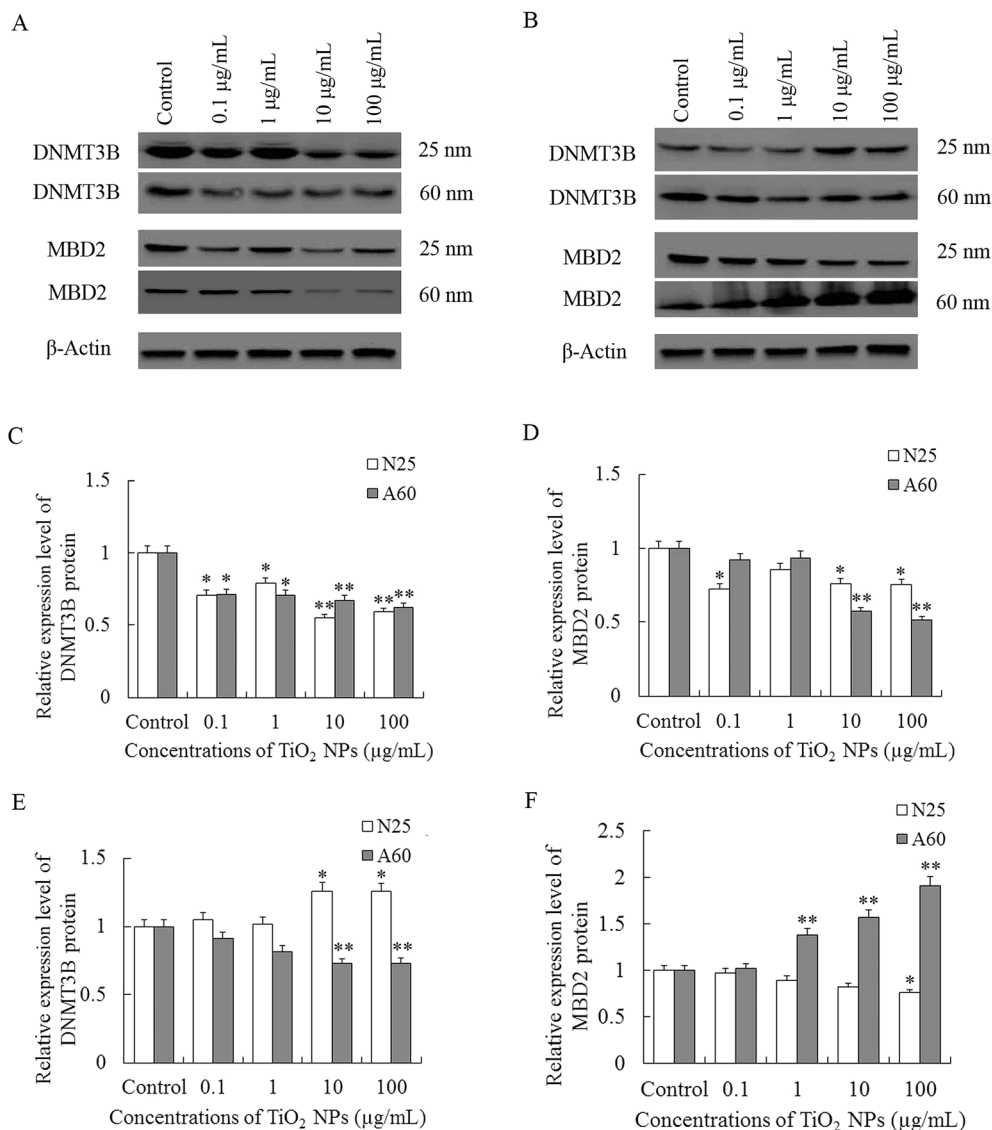 A
Control
0.1 μg/mL
1 μg/mL
10 μg/mL
100 μg/mL
DNMT3B 25 nm
DNMT3B 60 nm
MBD2 25 nm
MBD2 60 nm
β-Actin
B
Control
0.1 μg/mL
1 μg/mL
10 μg/mL
100 μg/mL
DNMT3B 25 nm
DNMT3B 60 nm
MBD2 25 nm
MBD2 60 nm
β-Actin
C
N25
A60
Relative expression level of
DNMT3B protein
1.5
1
0.5
0
* * * * ** ** ** **
Control 0.1 1 10 100
Concentrations of TiO₂ NPs (μg/mL)
D
N25
A60
Relative expression level of
MBD2 protein
1.5
1
0.5
0
* * ** * **
Control 0.1 1 10 100
Concentrations of TiO₂ NPs (μg/mL)
E
N25
A60
Relative expression level of
DNMT3B protein
1.5
1
0.5
0
* ** * **
Control 0.1 1 10 100
Concentrations of TiO₂ NPs (μg/mL)
F
N25
A60
Relative expression level of
MBD2 protein
2.5
2
1.5
1
0.5
0
** ** * **
Control 0.1 1 10 100
Concentrations of TiO₂ NPs (μg/mL)